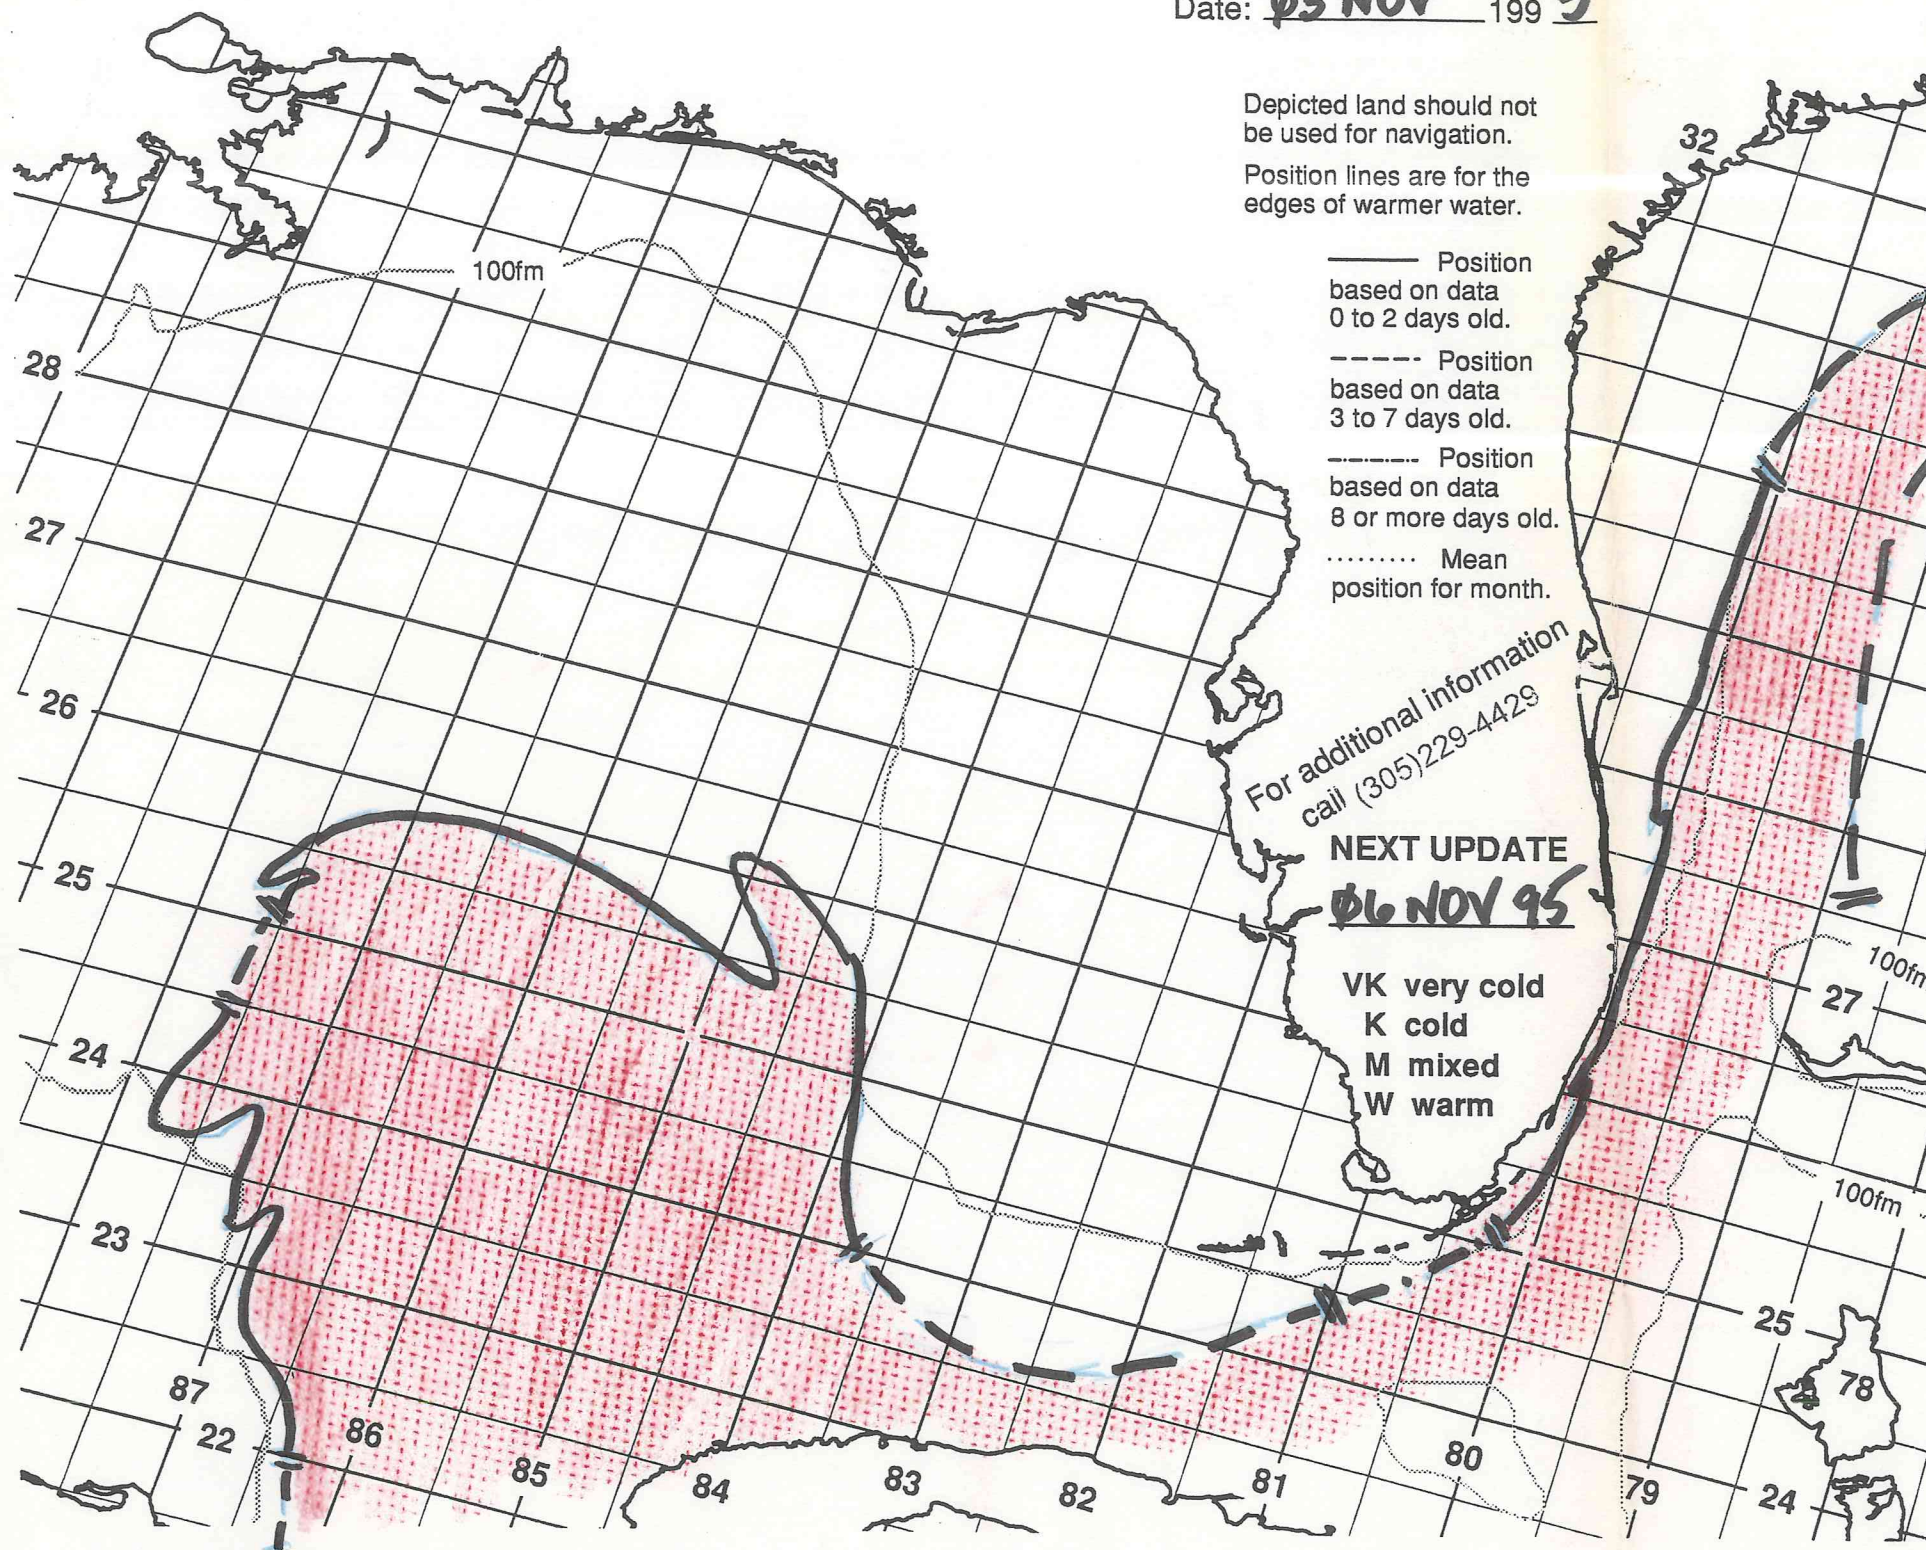 Date: Ø3 NOV 1995
Depicted land should not
be used for navigation.
Position lines are for the
edges of warmer water.
Position
based on data
0 to 2 days old.
Position
based on data
3 to 7 days old.
Position
based on data
8 or more days old.
Mean
position for month.
For additional information
call (305)229-4429
NEXT UPDATE
Ø6 NOV 95
VK very cold
K cold
M mixed
W warm
32
100fm
28
27
26
25
24
23
22
87
86
85
84
83
82
81
80
79
78
100fm
27
100fm
25
24